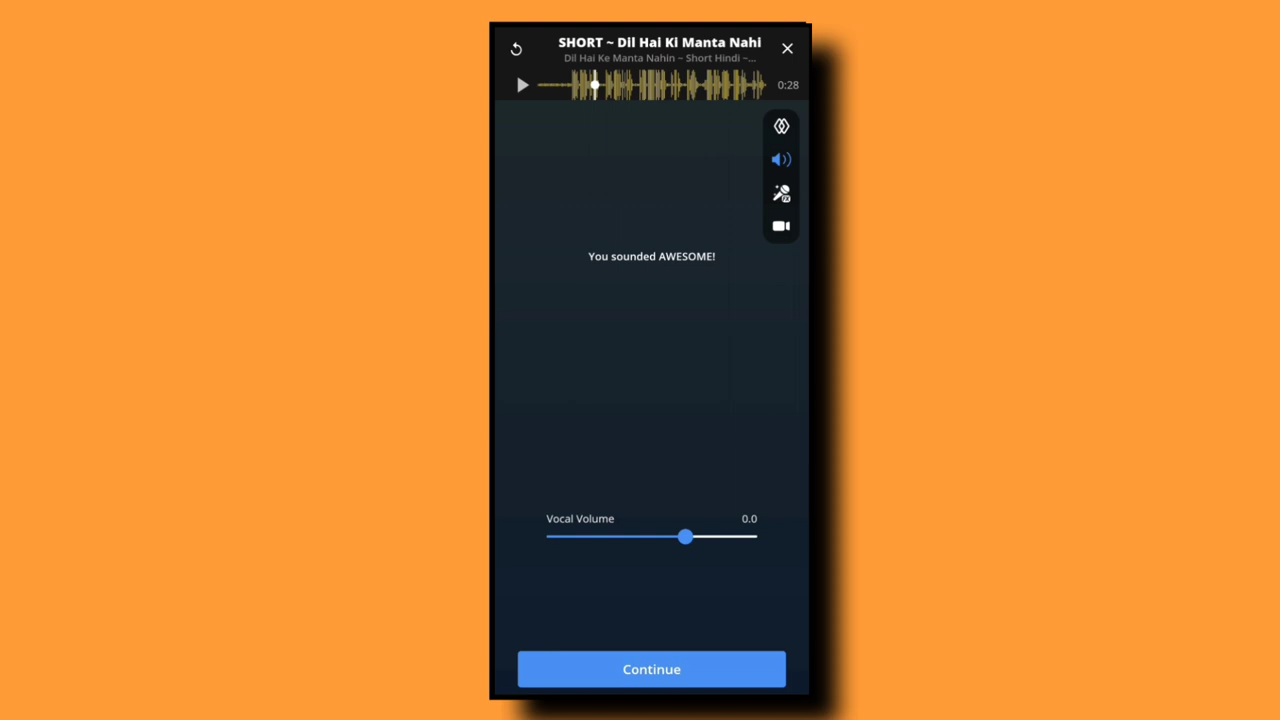 SHORT ~ Dil Hai Ki Manta Nahi
Dil Hai Ke Manta Nahin ~ Short Hindi ~...
0:28
You sounded AWESOME!
Vocal Volume 0.0
Continue